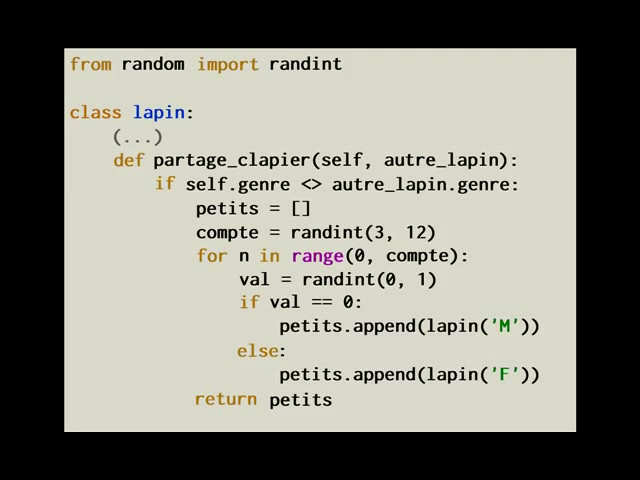 from random import randint
class lapin:
(...)
def partage_clapier(self, autre_lapin):
if self.genre <> autre_lapin.genre:
petits = []
compte = randint(3, 12)
for n in range(0, compte):
val = randint(0, 1)
if val == 0:
petits.append(lapin('M'))
else:
petits.append(lapin('F'))
return petits